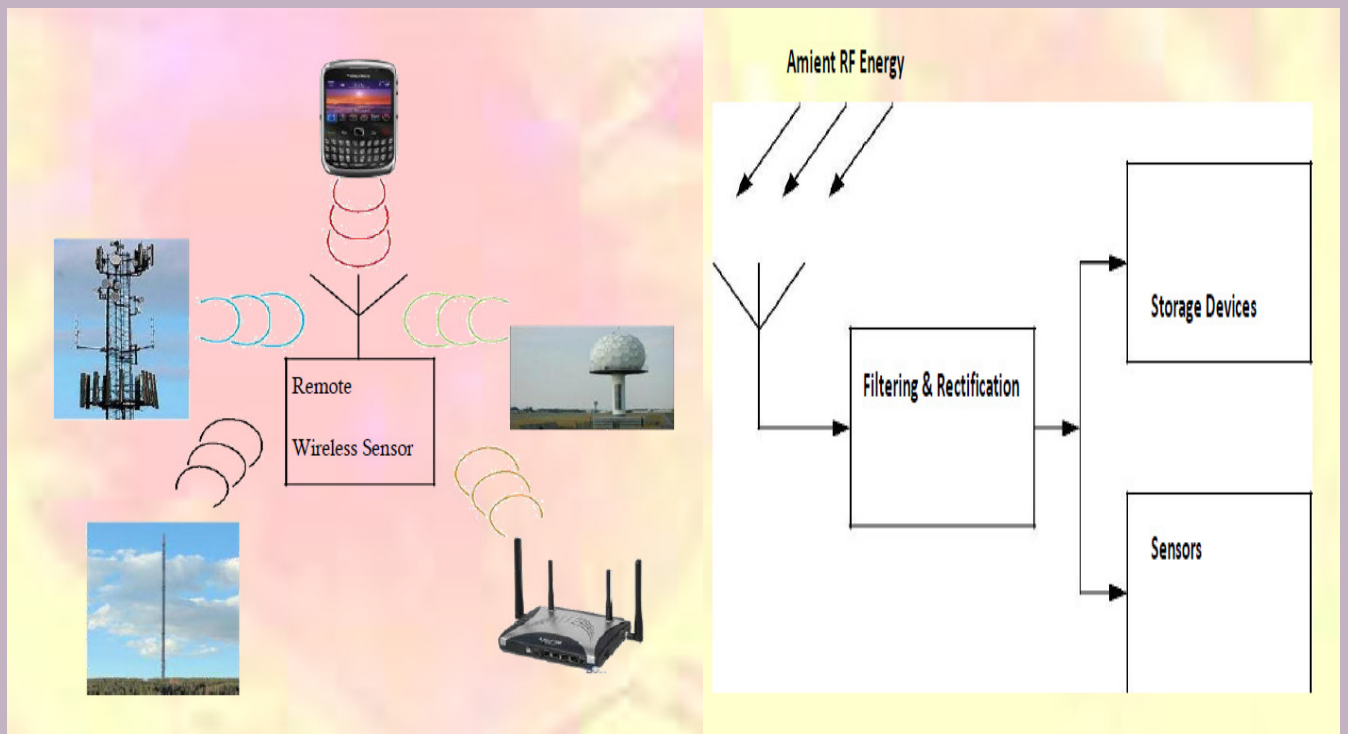 Remote
Wireless Sensor
Amient RF Energy
Filtering & Rectification
Storage Devices
Sensors